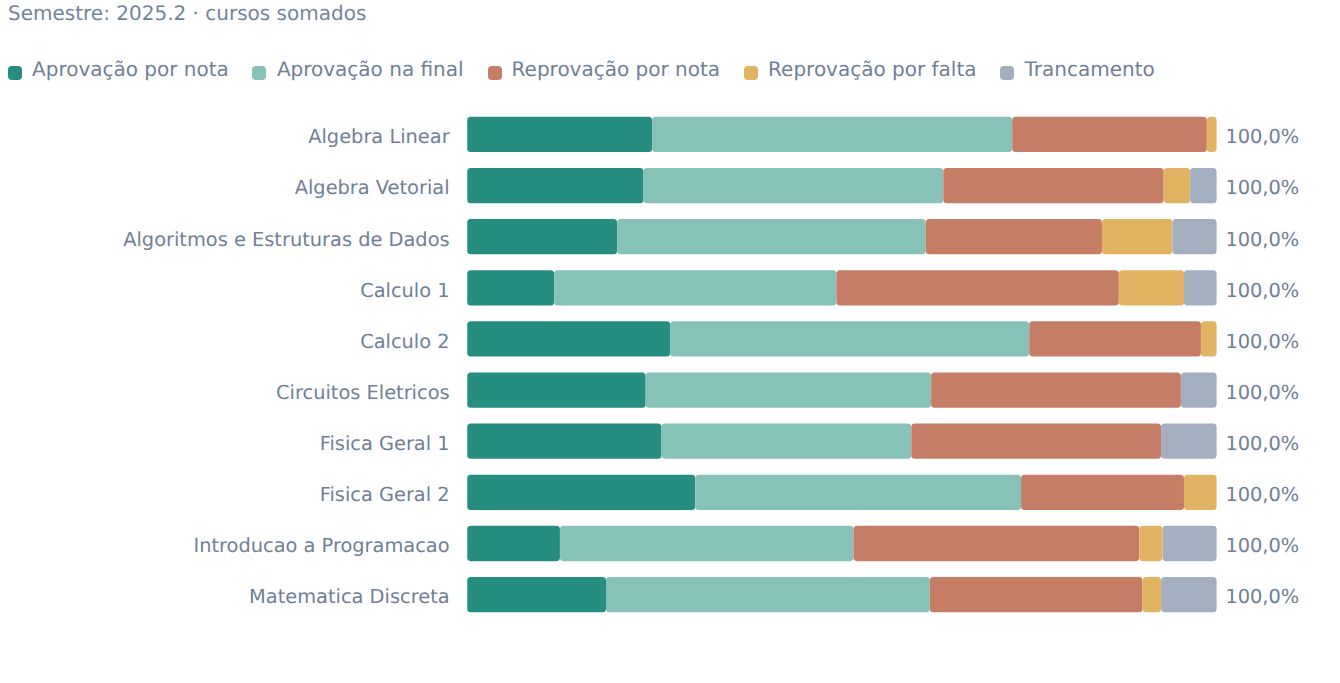 Semestre: 2025.2 · cursos somados
Aprovação por nota Aprovação na final Reprovação por nota Reprovação por falta Trancamento
Algebra Linear 100,0%
Algebra Vetorial 100,0%
Algoritmos e Estruturas de Dados 100,0%
Calculo 1 100,0%
Calculo 2 100,0%
Circuitos Eletricos 100,0%
Fisica Geral 1 100,0%
Fisica Geral 2 100,0%
Introducao a Programacao 100,0%
Matematica Discreta 100,0%